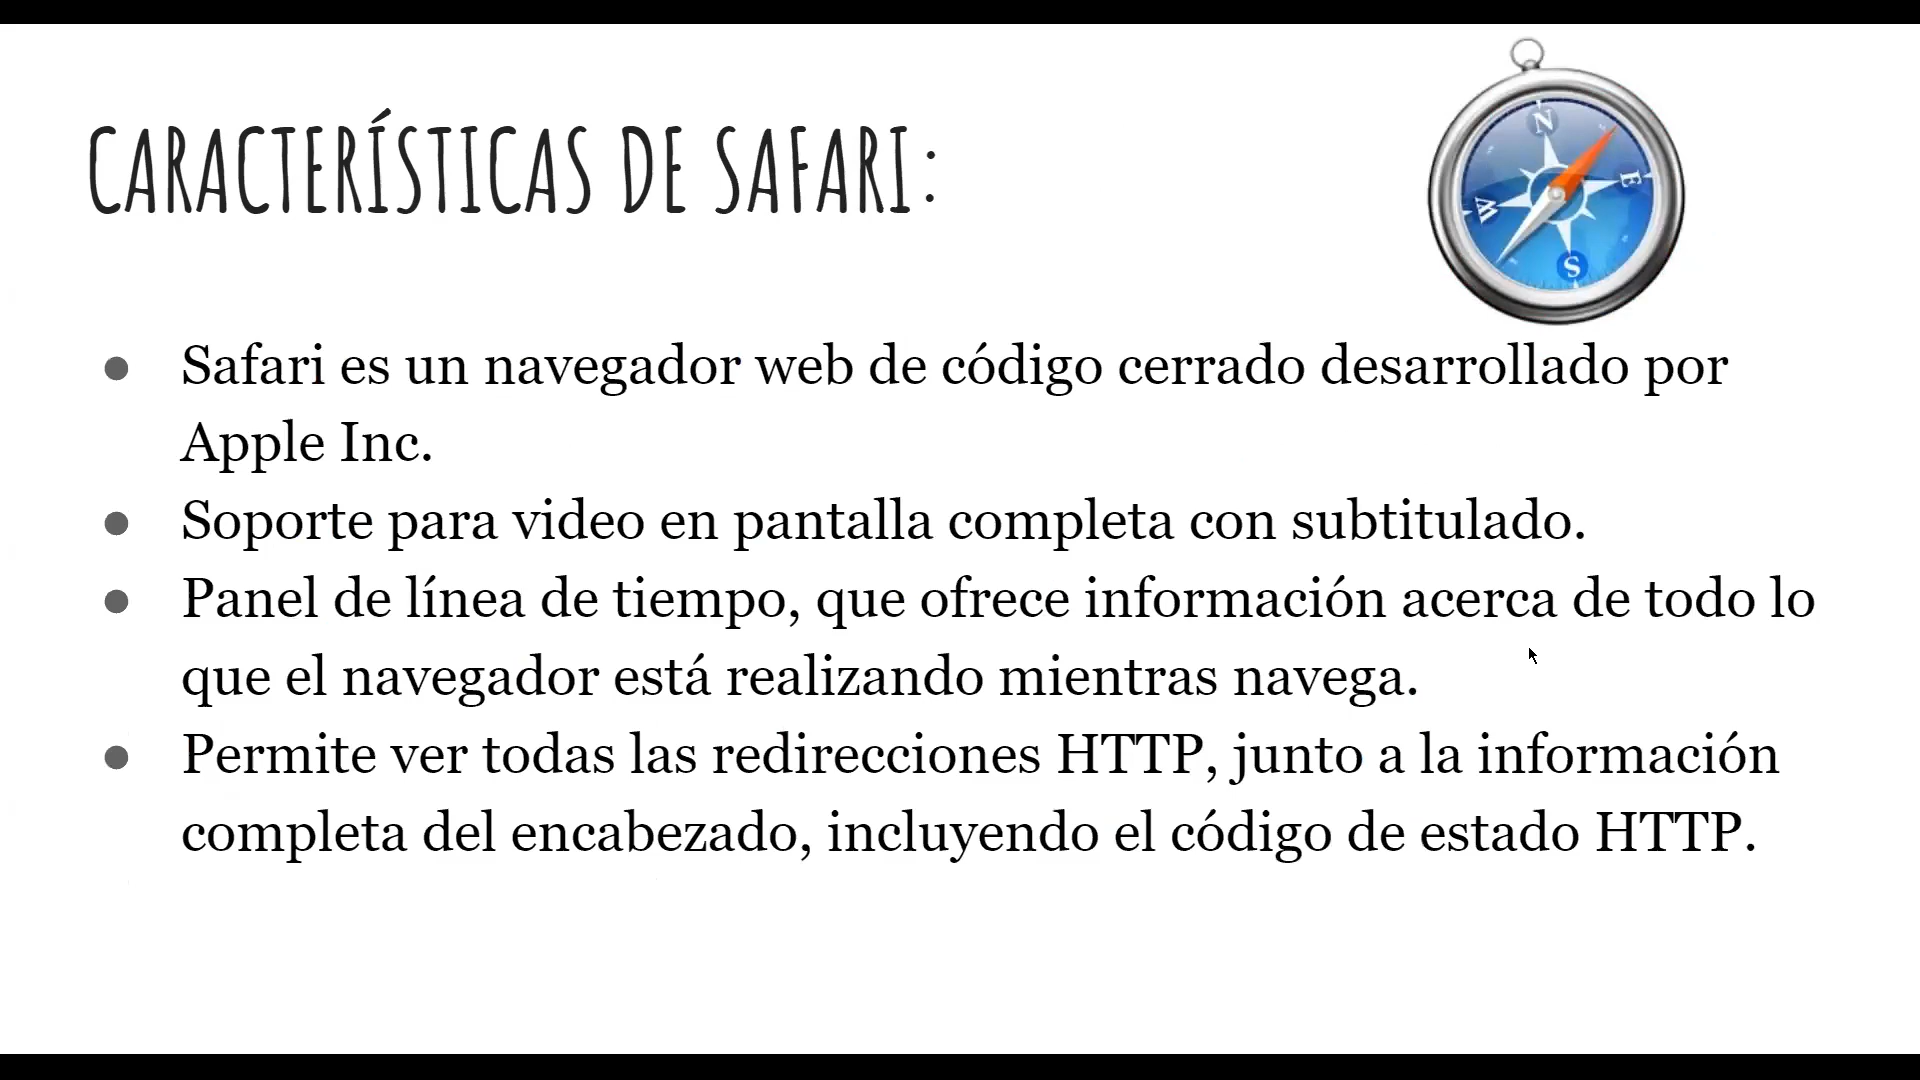 CARACTERÍSTICAS DE SAFARI:
N
E
W
S
● Safari es un navegador web de código cerrado desarrollado por
Apple Inc.
● Soporte para video en pantalla completa con subtitulado.
● Panel de línea de tiempo, que ofrece información acerca de todo lo
que el navegador está realizando mientras navega.
● Permite ver todas las redirecciones HTTP, junto a la información
completa del encabezado, incluyendo el código de estado HTTP.